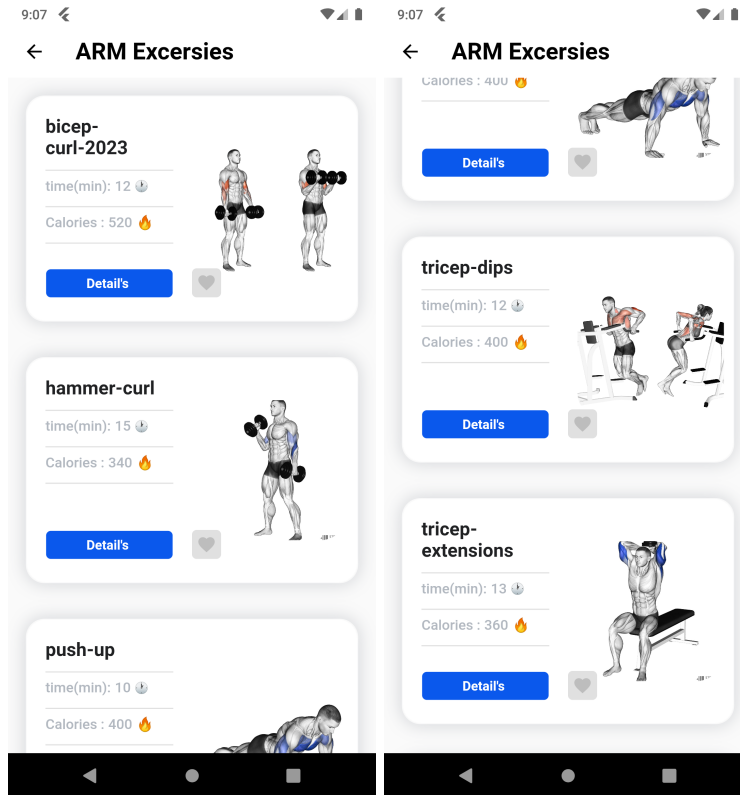 9:07
ARM Excersies
bicep-
curl-2023
time(min): 12
Calories : 520
Detail's
hammer-curl
time(min): 15
Calories : 340
Detail's
push-up
time(min): 10
Calories : 400
9:07
ARM Excersies
Calories : 400
Detail's
tricep-dips
time(min): 12
Calories : 400
Detail's
tricep-
extensions
time(min): 13
Calories : 360
Detail's